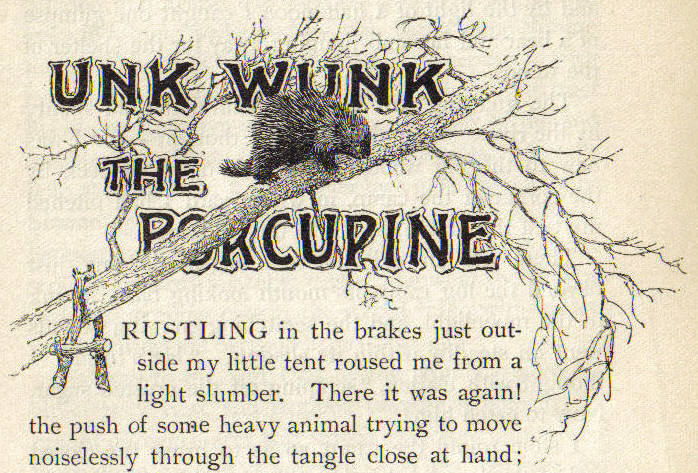 UNK WUNK
THE
PORCUPINE
A RUSTLING in the brakes just out-
side my little tent roused me from a
light slumber. There it was again!
the push of some heavy animal trying to move
noiselessly through the tangle close at hand;